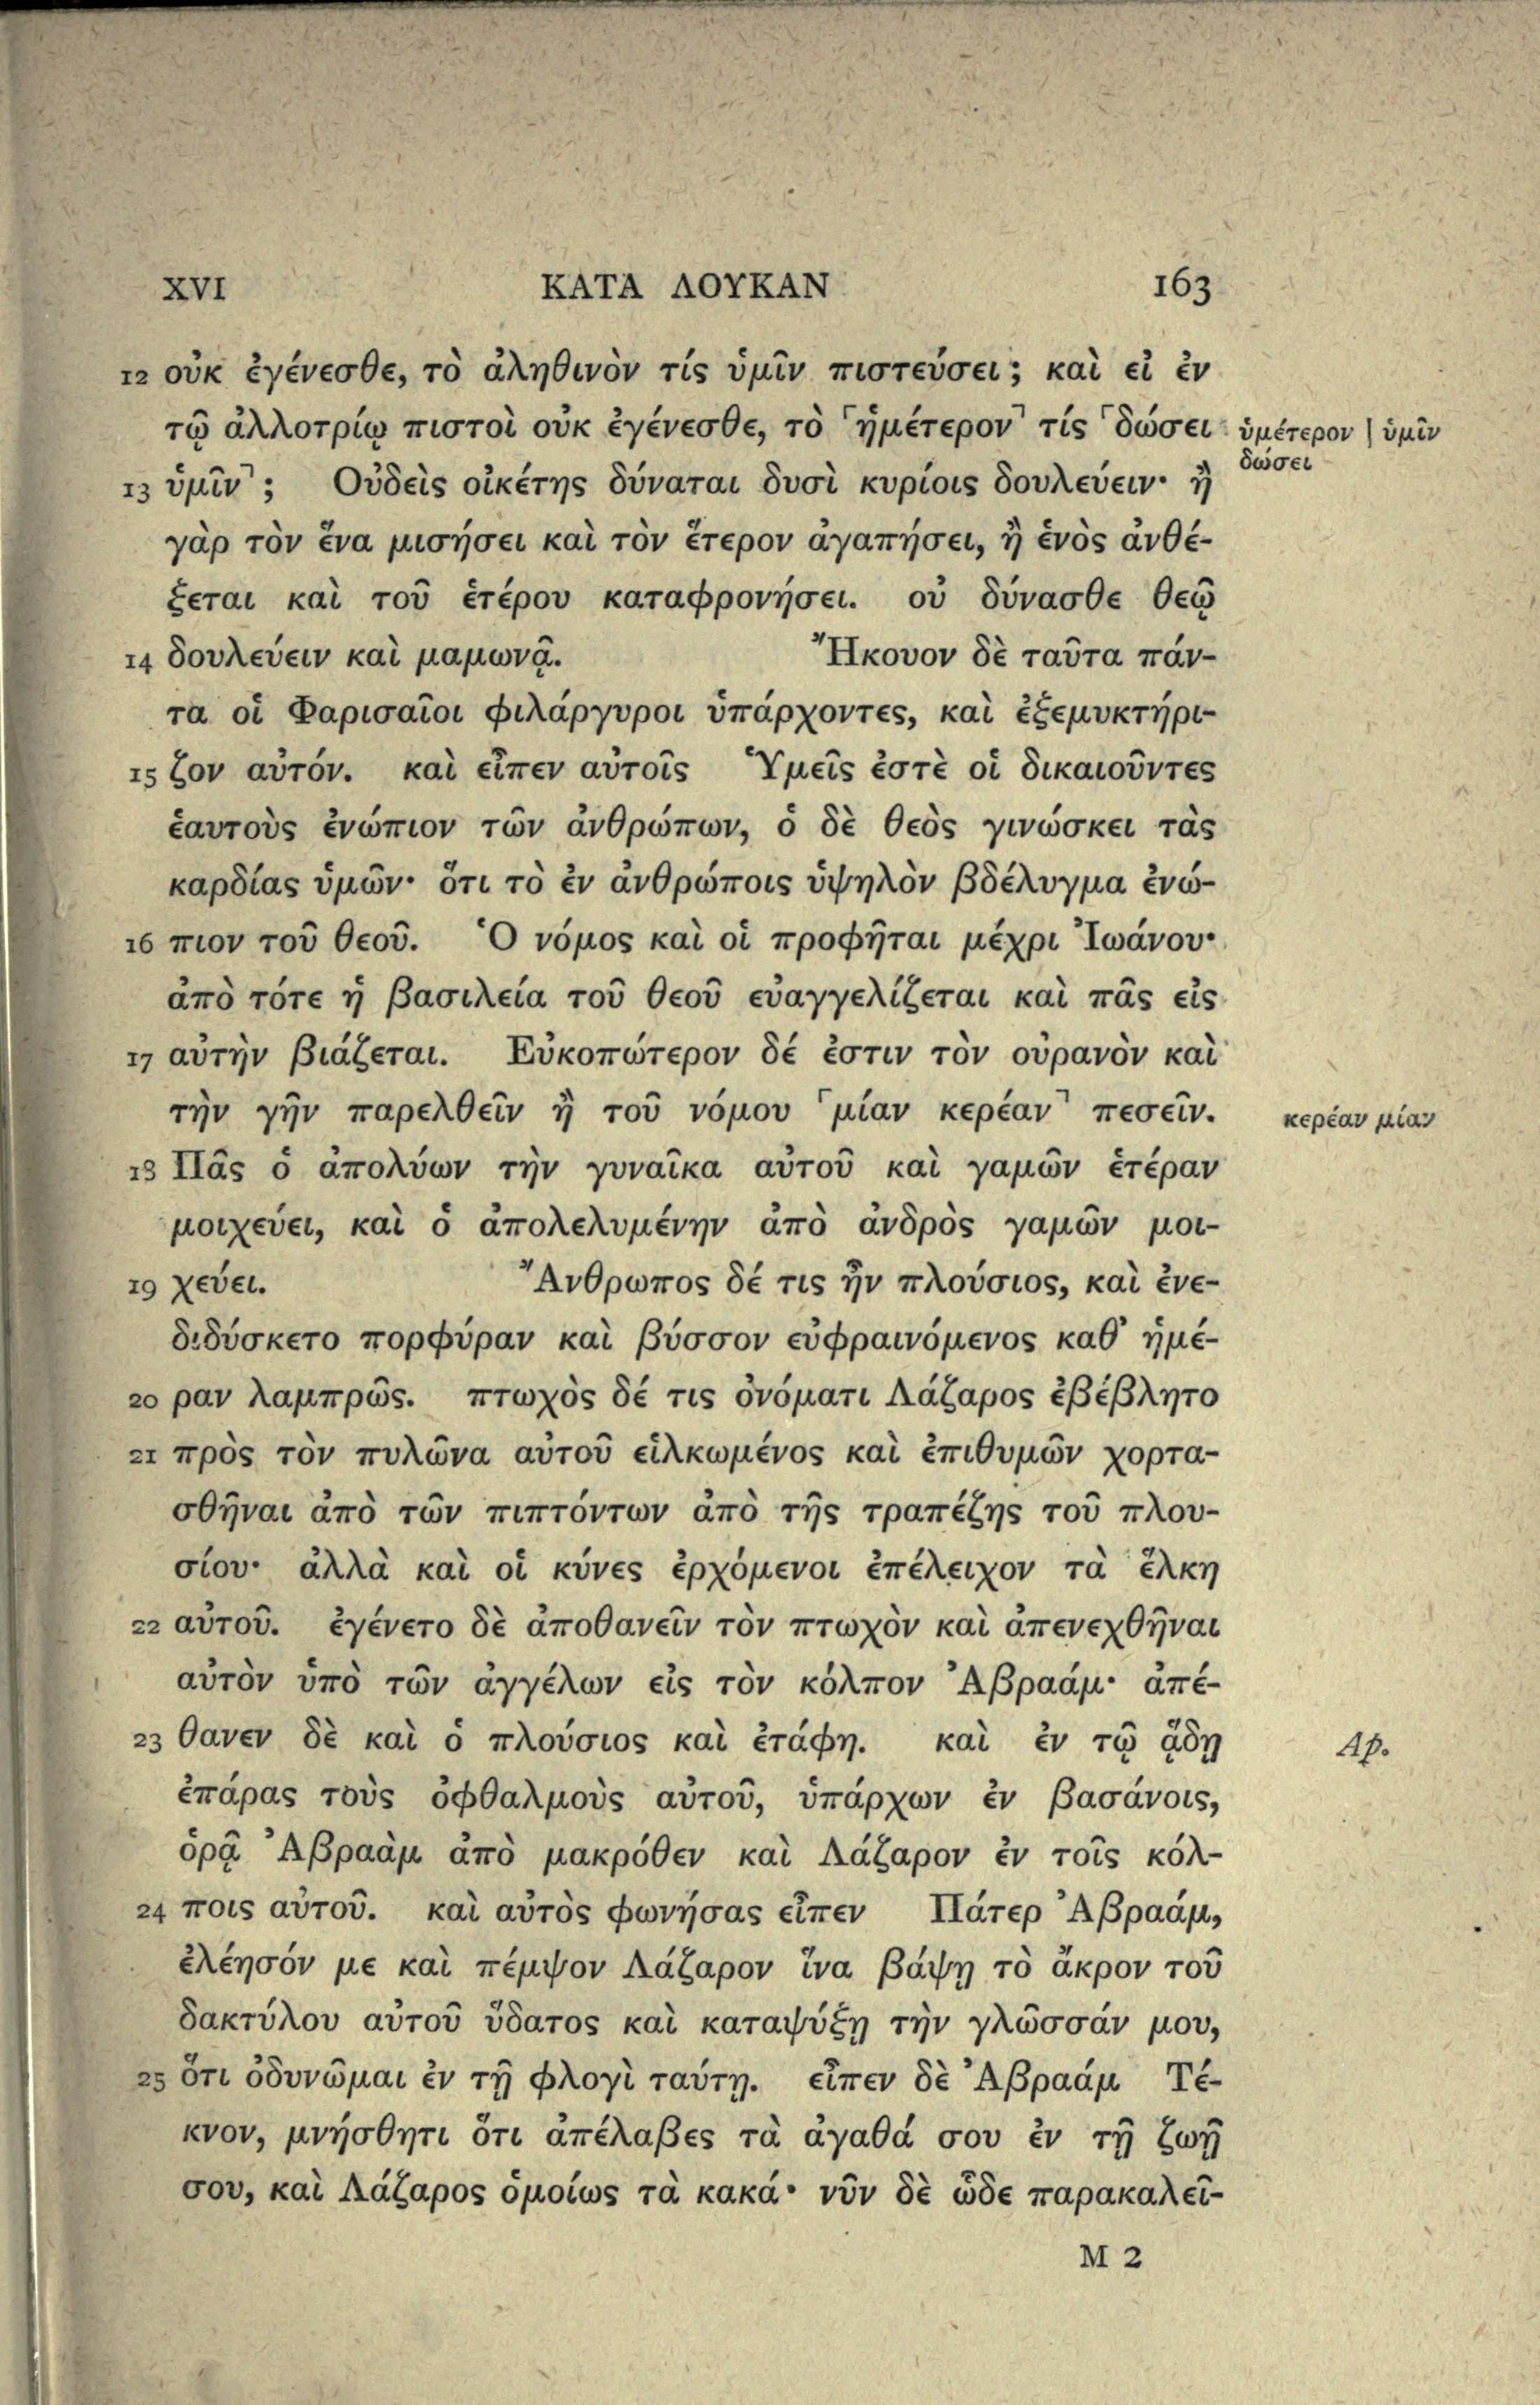 XVI ΚΑΤΑ ΛΟΥΚΑΝ 163
12 οὐκ ἐγένεσθε, τὸ ἀληθινὸν τίς ὑμῖν πιστεύσει; καὶ εἰ ἐν
τῷ ἀλλοτρίῳ πιστοὶ οὐκ ἐγένεσθε, τὸ ⌜ἡμέτερον⌝ τίς ⌜δώσει ὑμέτερον | ὑμῖν
δώσει
13 ὑμῖν⌝; Οὐδεὶς οἰκέτης δύναται δυσὶ κυρίοις δουλεύειν· ἢ
γὰρ τὸν ἕνα μισήσει καὶ τὸν ἕτερον ἀγαπήσει, ἢ ἑνὸς ἀνθέ-
ξεται καὶ τοῦ ἑτέρου καταφρονήσει. οὐ δύνασθε θεῷ
14 δουλεύειν καὶ μαμωνᾷ. Ἤκουον δὲ ταῦτα πάν-
τα οἱ Φαρισαῖοι φιλάργυροι ὑπάρχοντες, καὶ ἐξεμυκτήρι-
15 ζον αὐτόν. καὶ εἶπεν αὐτοῖς Ὑμεῖς ἐστὲ οἱ δικαιοῦντες
ἑαυτοὺς ἐνώπιον τῶν ἀνθρώπων, ὁ δὲ θεὸς γινώσκει τὰς
καρδίας ὑμῶν· ὅτι τὸ ἐν ἀνθρώποις ὑψηλὸν βδέλυγμα ἐνώ-
16 πιον τοῦ θεοῦ. Ὁ νόμος καὶ οἱ προφῆται μέχρι Ἰωάνου·
ἀπὸ τότε ἡ βασιλεία τοῦ θεοῦ εὐαγγελίζεται καὶ πᾶς εἰς
17 αὐτὴν βιάζεται. Εὐκοπώτερον δέ ἐστιν τὸν οὐρανὸν καὶ
τὴν γῆν παρελθεῖν ἢ τοῦ νόμου ⌜μίαν κερέαν⌝ πεσεῖν. κερέαν μίαν
18 Πᾶς ὁ ἀπολύων τὴν γυναῖκα αὐτοῦ καὶ γαμῶν ἑτέραν
μοιχεύει, καὶ ὁ ἀπολελυμένην ἀπὸ ἀνδρὸς γαμῶν μοι-
19 χεύει. Ἄνθρωπος δέ τις ἦν πλούσιος, καὶ ἐνε-
διδύσκετο πορφύραν καὶ βύσσον εὐφραινόμενος καθ' ἡμέ-
20 ραν λαμπρῶς. πτωχὸς δέ τις ὀνόματι Λάζαρος ἐβέβλητο
21 πρὸς τὸν πυλῶνα αὐτοῦ εἱλκωμένος καὶ ἐπιθυμῶν χορτα-
σθῆναι ἀπὸ τῶν πιπτόντων ἀπὸ τῆς τραπέζης τοῦ πλου-
σίου· ἀλλὰ καὶ οἱ κύνες ἐρχόμενοι ἐπέλειχον τὰ ἕλκη
22 αὐτοῦ. ἐγένετο δὲ ἀποθανεῖν τὸν πτωχὸν καὶ ἀπενεχθῆναι
αὐτὸν ὑπὸ τῶν ἀγγέλων εἰς τὸν κόλπον Ἀβραάμ· ἀπέ-
23 θανεν δὲ καὶ ὁ πλούσιος καὶ ἐτάφη. καὶ ἐν τῷ ᾅδῃ Ap.
ἐπάρας τοὺς ὀφθαλμοὺς αὐτοῦ, ὑπάρχων ἐν βασάνοις,
ὁρᾷ Ἀβραὰμ ἀπὸ μακρόθεν καὶ Λάζαρον ἐν τοῖς κόλ-
24 ποις αὐτοῦ. καὶ αὐτὸς φωνήσας εἶπεν Πάτερ Ἀβραάμ,
ἐλέησόν με καὶ πέμψον Λάζαρον ἵνα βάψῃ τὸ ἄκρον τοῦ
δακτύλου αὐτοῦ ὕδατος καὶ καταψύξῃ τὴν γλῶσσάν μου,
25 ὅτι ὀδυνῶμαι ἐν τῇ φλογὶ ταύτῃ. εἶπεν δὲ Ἀβραάμ Τέ-
κνον, μνήσθητι ὅτι ἀπέλαβες τὰ ἀγαθά σου ἐν τῇ ζωῇ
σου, καὶ Λάζαρος ὁμοίως τὰ κακά· νῦν δὲ ὧδε παρακαλεῖ-
M 2